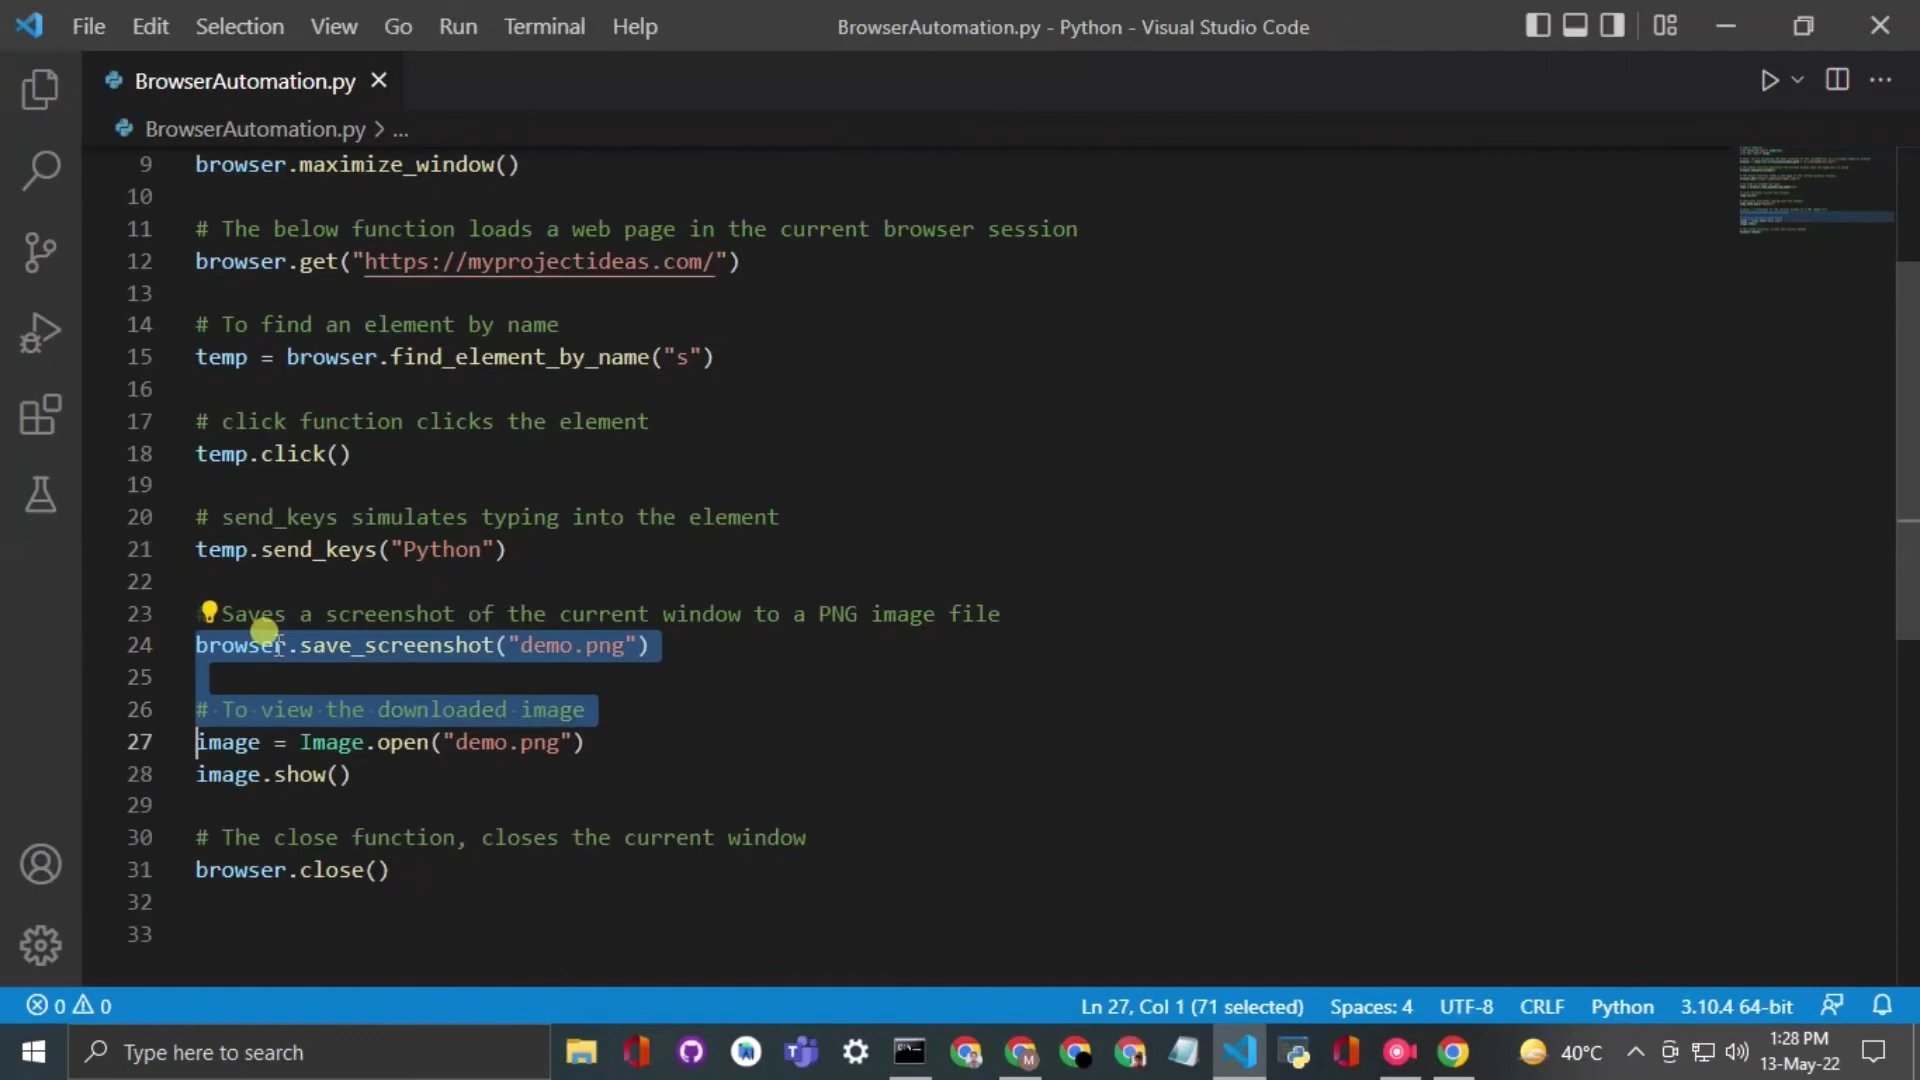 File Edit Selection View Go Run Terminal Help
BrowserAutomation.py - Python - Visual Studio Code
BrowserAutomation.py
BrowserAutomation.py > ...
9 browser.maximize_window()
10
11 # The below function loads a web page in the current browser session
12 browser.get("https://myprojectideas.com/")
13
14 # To find an element by name
15 temp = browser.find_element_by_name("s")
16
17 # click function clicks the element
18 temp.click()
19
20 # send_keys simulates typing into the element
21 temp.send_keys("Python")
22
23 Saves a screenshot of the current window to a PNG image file
24 browser.save_screenshot("demo.png")
25
26 # To view the downloaded image
27 image = Image.open("demo.png")
28 image.show()
29
30 # The close function, closes the current window
31 browser.close()
32
33
0 0 Ln 27, Col 1 (71 selected) Spaces: 4 UTF-8 CRLF Python 3.10.4 64-bit
Type here to search
40°C
1:28 PM
13-May-22